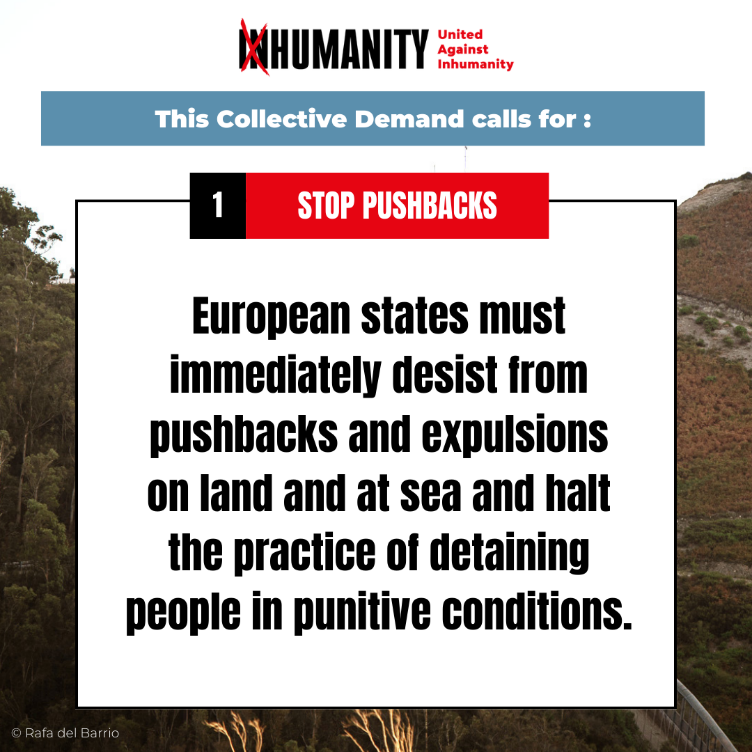 INHUMANITY
United
Against
Inhumanity
This Collective Demand calls for :
1 STOP PUSHBACKS
European states must
immediately desist from
pushbacks and expulsions
on land and at sea and halt
the practice of detaining
people in punitive conditions.
© Rafa del Barrio